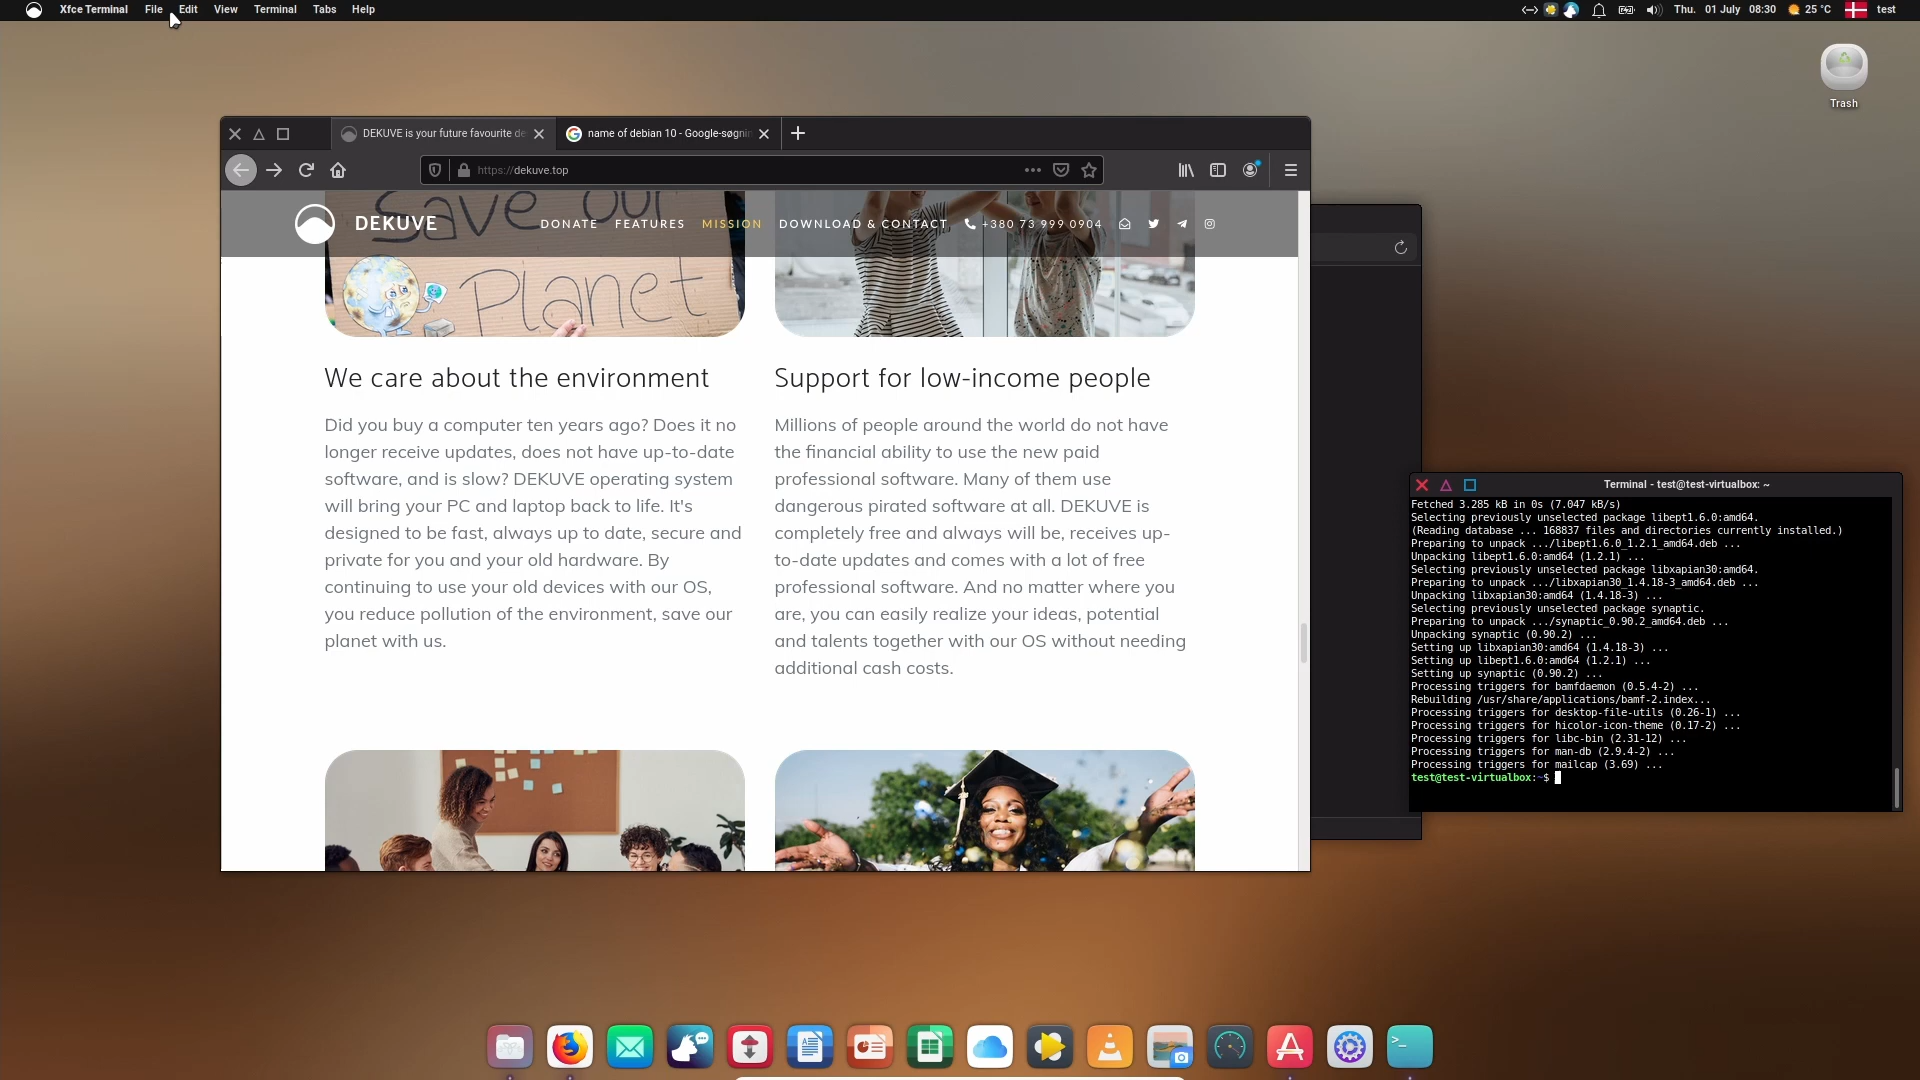 Xfce Terminal File Edit View Terminal Tabs Help
Thu. 01 July 08:30 25 °C test
Trash
DEKUVE is your future favourite de
name of debian 10 - Google-søgnin
https://dekuve.top
Save our
Planet
DEKUVE DONATE FEATURES MISSION DOWNLOAD & CONTACT +380 73 999 0904
We care about the environment
Did you buy a computer ten years ago? Does it no
longer receive updates, does not have up-to-date
software, and is slow? DEKUVE operating system
will bring your PC and laptop back to life. It's
designed to be fast, always up to date, secure and
private for you and your old hardware. By
continuing to use your old devices with our OS,
you reduce pollution of the environment, save our
planet with us.
Support for low-income people
Millions of people around the world do not have
the financial ability to use the new paid
professional software. Many of them use
dangerous pirated software at all. DEKUVE is
completely free and always will be, receives up-
to-date updates and comes with a lot of free
professional software. And no matter where you
are, you can easily realize your ideas, potential
and talents together with our OS without needing
additional cash costs.
Terminal - test@test-virtualbox: ~
Fetched 3.285 kB in 0s (7.047 kB/s)
Selecting previously unselected package libept1.6.0:amd64.
(Reading database ... 168837 files and directories currently installed.)
Preparing to unpack .../libept1.6.0_1.2.1_amd64.deb ...
Unpacking libept1.6.0:amd64 (1.2.1) ...
Selecting previously unselected package libxapian30:amd64.
Preparing to unpack .../libxapian30_1.4.18-3_amd64.deb ...
Unpacking libxapian30:amd64 (1.4.18-3) ...
Selecting previously unselected package synaptic.
Preparing to unpack .../synaptic_0.90.2_amd64.deb ...
Unpacking synaptic (0.90.2) ...
Setting up libxapian30:amd64 (1.4.18-3) ...
Setting up libept1.6.0:amd64 (1.2.1) ...
Setting up synaptic (0.90.2) ...
Processing triggers for bamfdaemon (0.5.4-2) ...
Rebuilding /usr/share/applications/bamf-2.index...
Processing triggers for desktop-file-utils (0.26-1) ...
Processing triggers for hicolor-icon-theme (0.17-2) ...
Processing triggers for libc-bin (2.31-12) ...
Processing triggers for man-db (2.9.4-2) ...
Processing triggers for mailcap (3.69) ...
test@test-virtualbox:~$